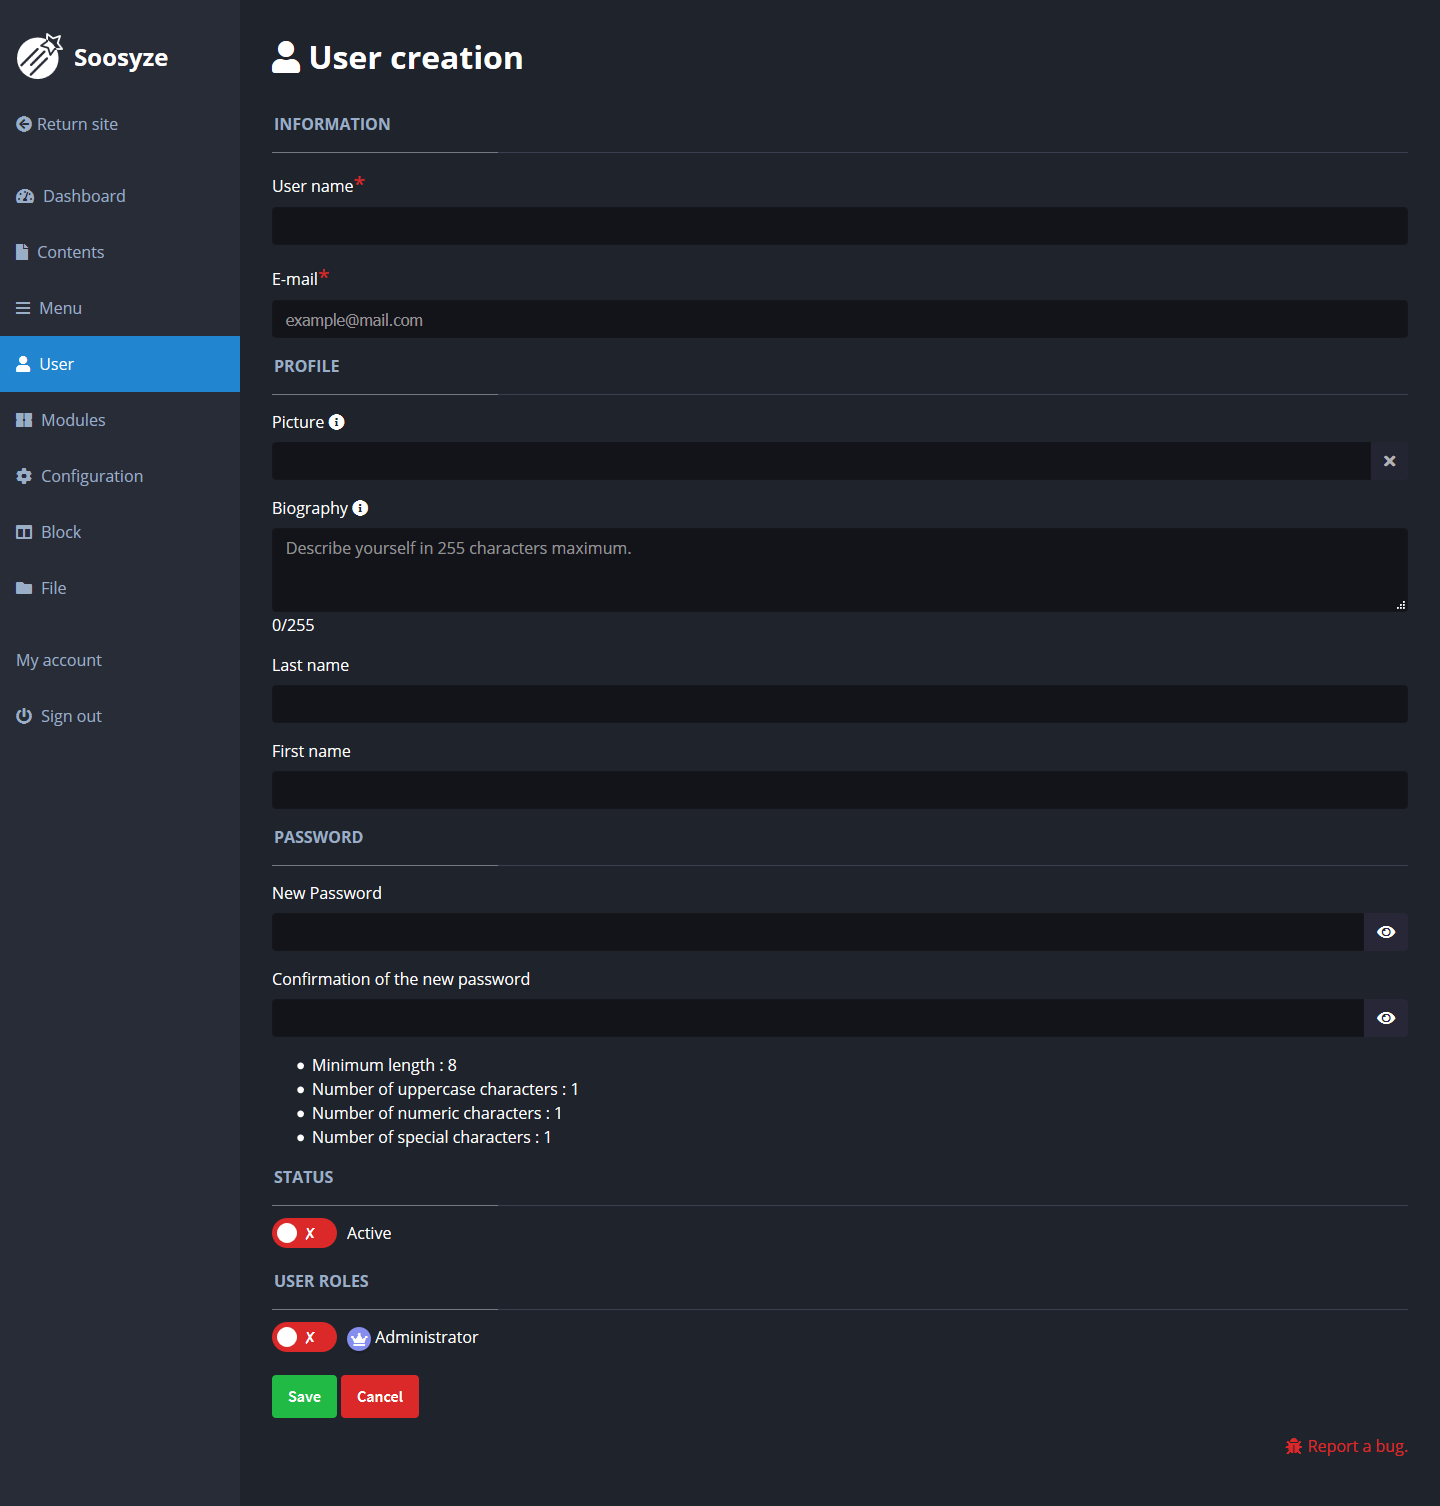 Soosyze
Return site
Dashboard
Contents
Menu
User
Modules
Configuration
Block
File
My account
Sign out
User creation
INFORMATION
User name*
E-mail*
example@mail.com
PROFILE
Picture
Biography
Describe yourself in 255 characters maximum.
0/255
Last name
First name
PASSWORD
New Password
Confirmation of the new password
• Minimum length : 8
• Number of uppercase characters : 1
• Number of numeric characters : 1
• Number of special characters : 1
STATUS
X Active
USER ROLES
X Administrator
Save Cancel
Report a bug.